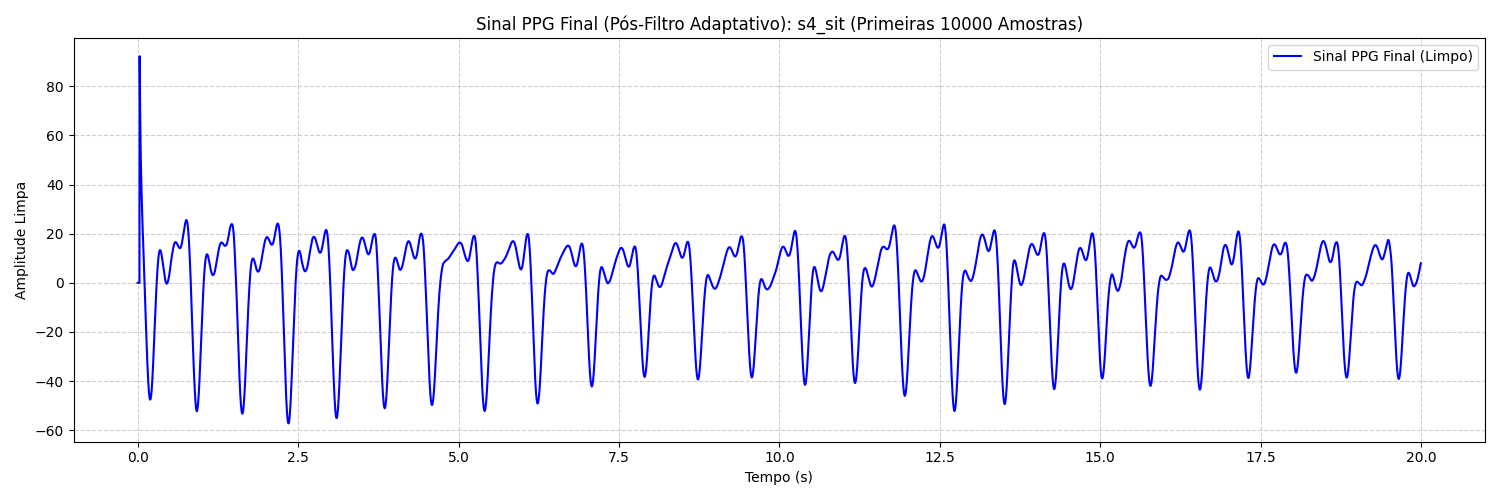 Sinal PPG Final (Pós-Filtro Adaptativo): s4_sit (Primeiras 10000 Amostras)
Sinal PPG Final (Limpo)
Amplitude Limpa
80
60
40
20
0
−20
−40
−60
0.0 2.5 5.0 7.5 10.0 12.5 15.0 17.5 20.0
Tempo (s)